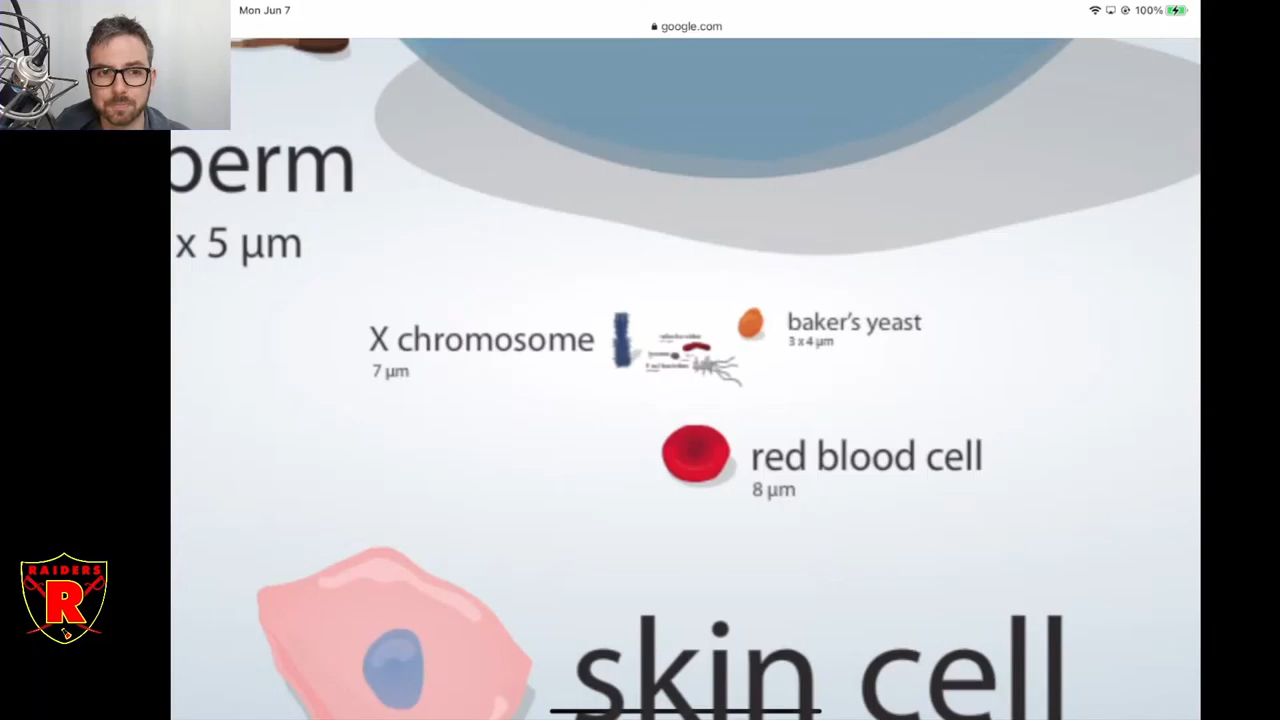 Mon Jun 7
100%
google.com
perm
x 5 µm
X chromosome
7 µm
baker's yeast
3 x 4 µm
red blood cell
8 µm
RAIDERS
R
skin cell